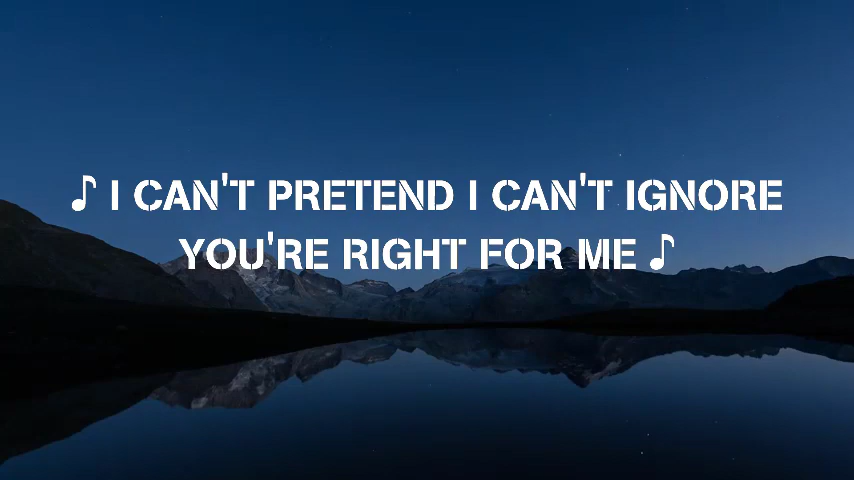 ♪ I CAN'T PRETEND I CAN'T IGNORE
YOU'RE RIGHT FOR ME ♪